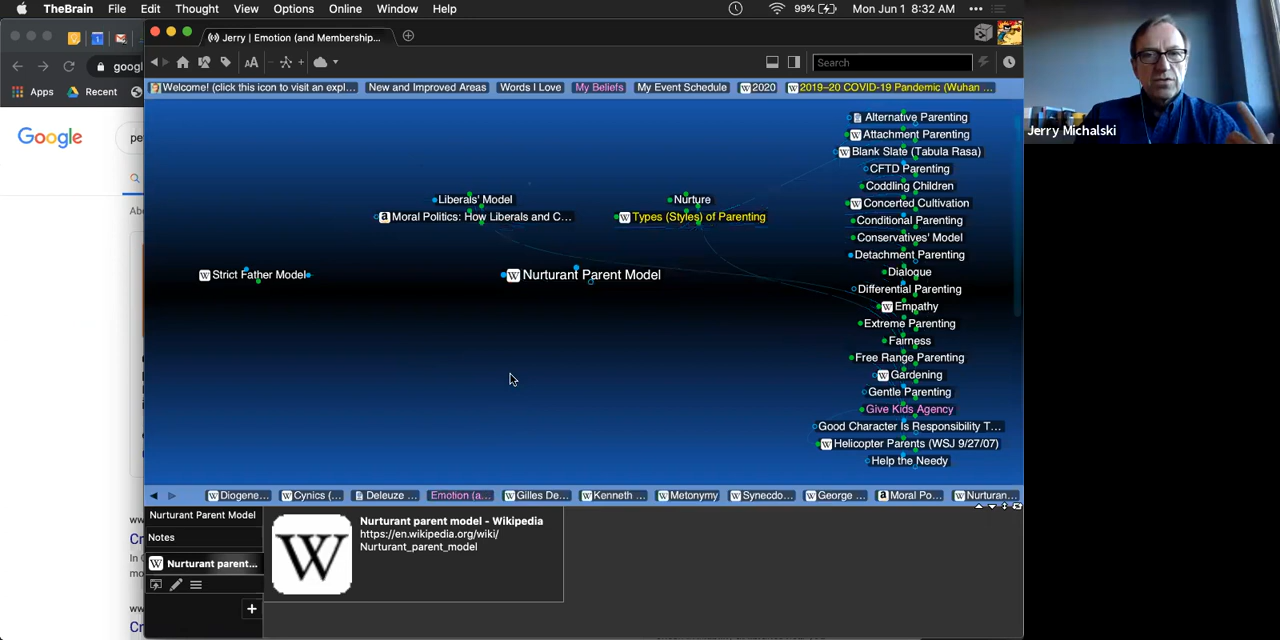 TheBrain File Edit Thought View Options Online Window Help 99% Mon Jun 1 8:32 AM
Jerry | Emotion (and Membership...
Search
googl
Apps Recent
Welcome! (click this icon to visit an expl... New and Improved Areas Words I Love My Beliefs My Event Schedule 2020 2019–20 COVID-19 Pandemic (Wuhan ...
Google
pe
Jerry Michalski
Liberals' Model
Moral Politics: How Liberals and C...
Nurture
Types (Styles) of Parenting
Strict Father Model
Nurturant Parent Model
Alternative Parenting
Attachment Parenting
Blank Slate (Tabula Rasa)
CFTD Parenting
Coddling Children
Concerted Cultivation
Conditional Parenting
Conservatives' Model
Detachment Parenting
Dialogue
Differential Parenting
Empathy
Extreme Parenting
Fairness
Free Range Parenting
Gardening
Gentle Parenting
Give Kids Agency
Good Character Is Responsibility T...
Helicopter Parents (WSJ 9/27/07)
Help the Needy
Diogene... Cynics (... Deleuze ... Emotion (a... Gilles De... Kenneth ... Metonymy Synecdo... George ... Moral Po... Nurturan...
Nurturant Parent Model
Notes
Nurturant parent...
Nurturant parent model - Wikipedia
https://en.wikipedia.org/wiki/
Nurturant_parent_model